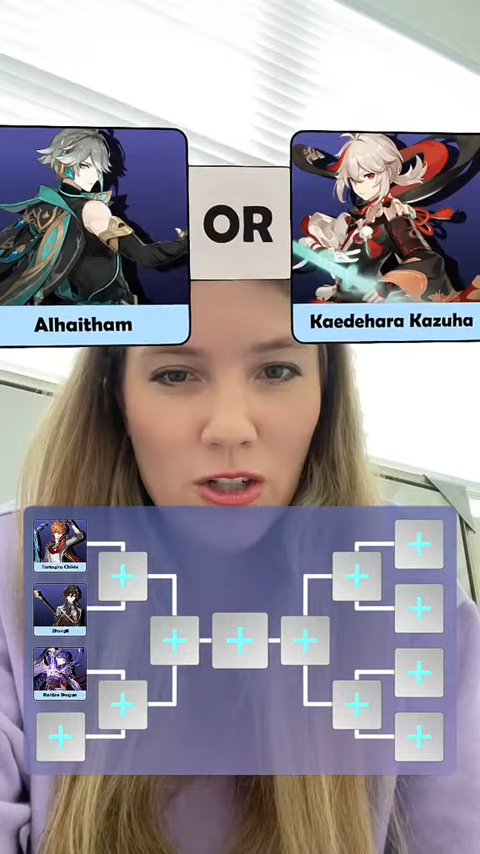 OR
Alhaitham
Kaedehara Kazuha
Tartaglia Childe
Zhongli
Raiden Shogun